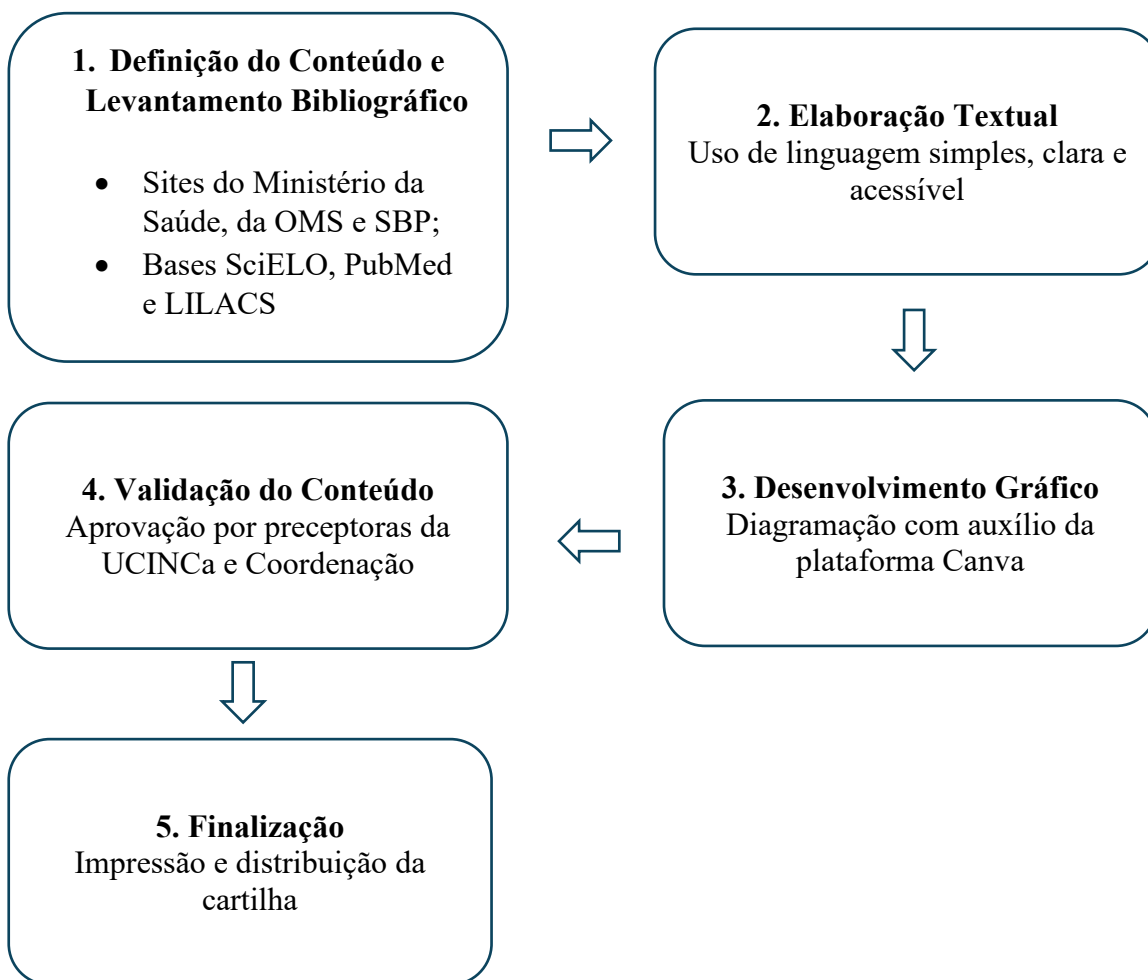 1. Definição do Conteúdo e
Levantamento Bibliográfico
• Sites do Ministério da
Saúde, da OMS e SBP;
• Bases SciELO, PubMed
e LILACS
2. Elaboração Textual
Uso de linguagem simples, clara e
acessível
3. Desenvolvimento Gráfico
Diagramação com auxílio da
plataforma Canva
4. Validação do Conteúdo
Aprovação por preceptoras da
UCINCa e Coordenação
5. Finalização
Impressão e distribuição da
cartilha